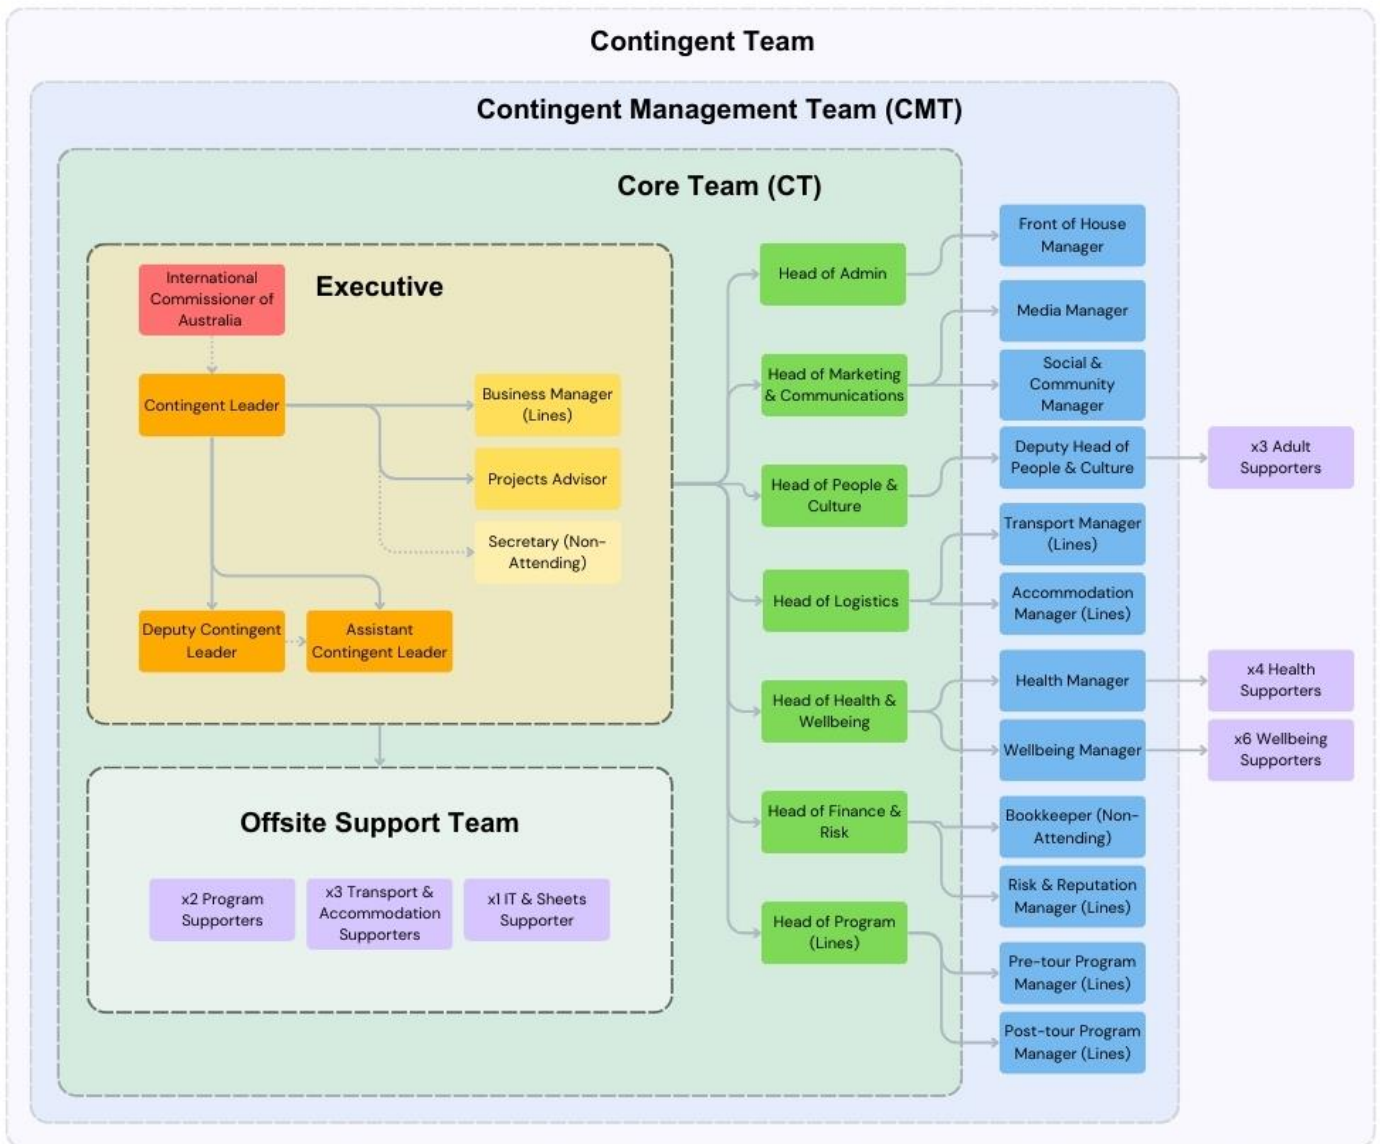 Contingent Team
Contingent Management Team (CMT)
Core Team (CT)
Executive
International
Commissioner of
Australia
Contingent Leader
Business Manager
(Lines)
Projects Advisor
Secretary (Non-
Attending)
Deputy Contingent
Leader
Assistant
Contingent Leader
Offsite Support Team
x2 Program
Supporters
x3 Transport &
Accommodation
Supporters
x1 IT & Sheets
Supporter
Head of Admin
Head of Marketing
& Communications
Head of People &
Culture
Head of Logistics
Head of Health &
Wellbeing
Head of Finance &
Risk
Head of Program
(Lines)
Front of House
Manager
Media Manager
Social &
Community
Manager
Deputy Head of
People & Culture
Transport Manager
(Lines)
Accommodation
Manager (Lines)
Health Manager
Wellbeing Manager
Bookkeeper (Non-
Attending)
Risk & Reputation
Manager (Lines)
Pre-tour Program
Manager (Lines)
Post-tour Program
Manager (Lines)
x3 Adult
Supporters
x4 Health
Supporters
x6 Wellbeing
Supporters